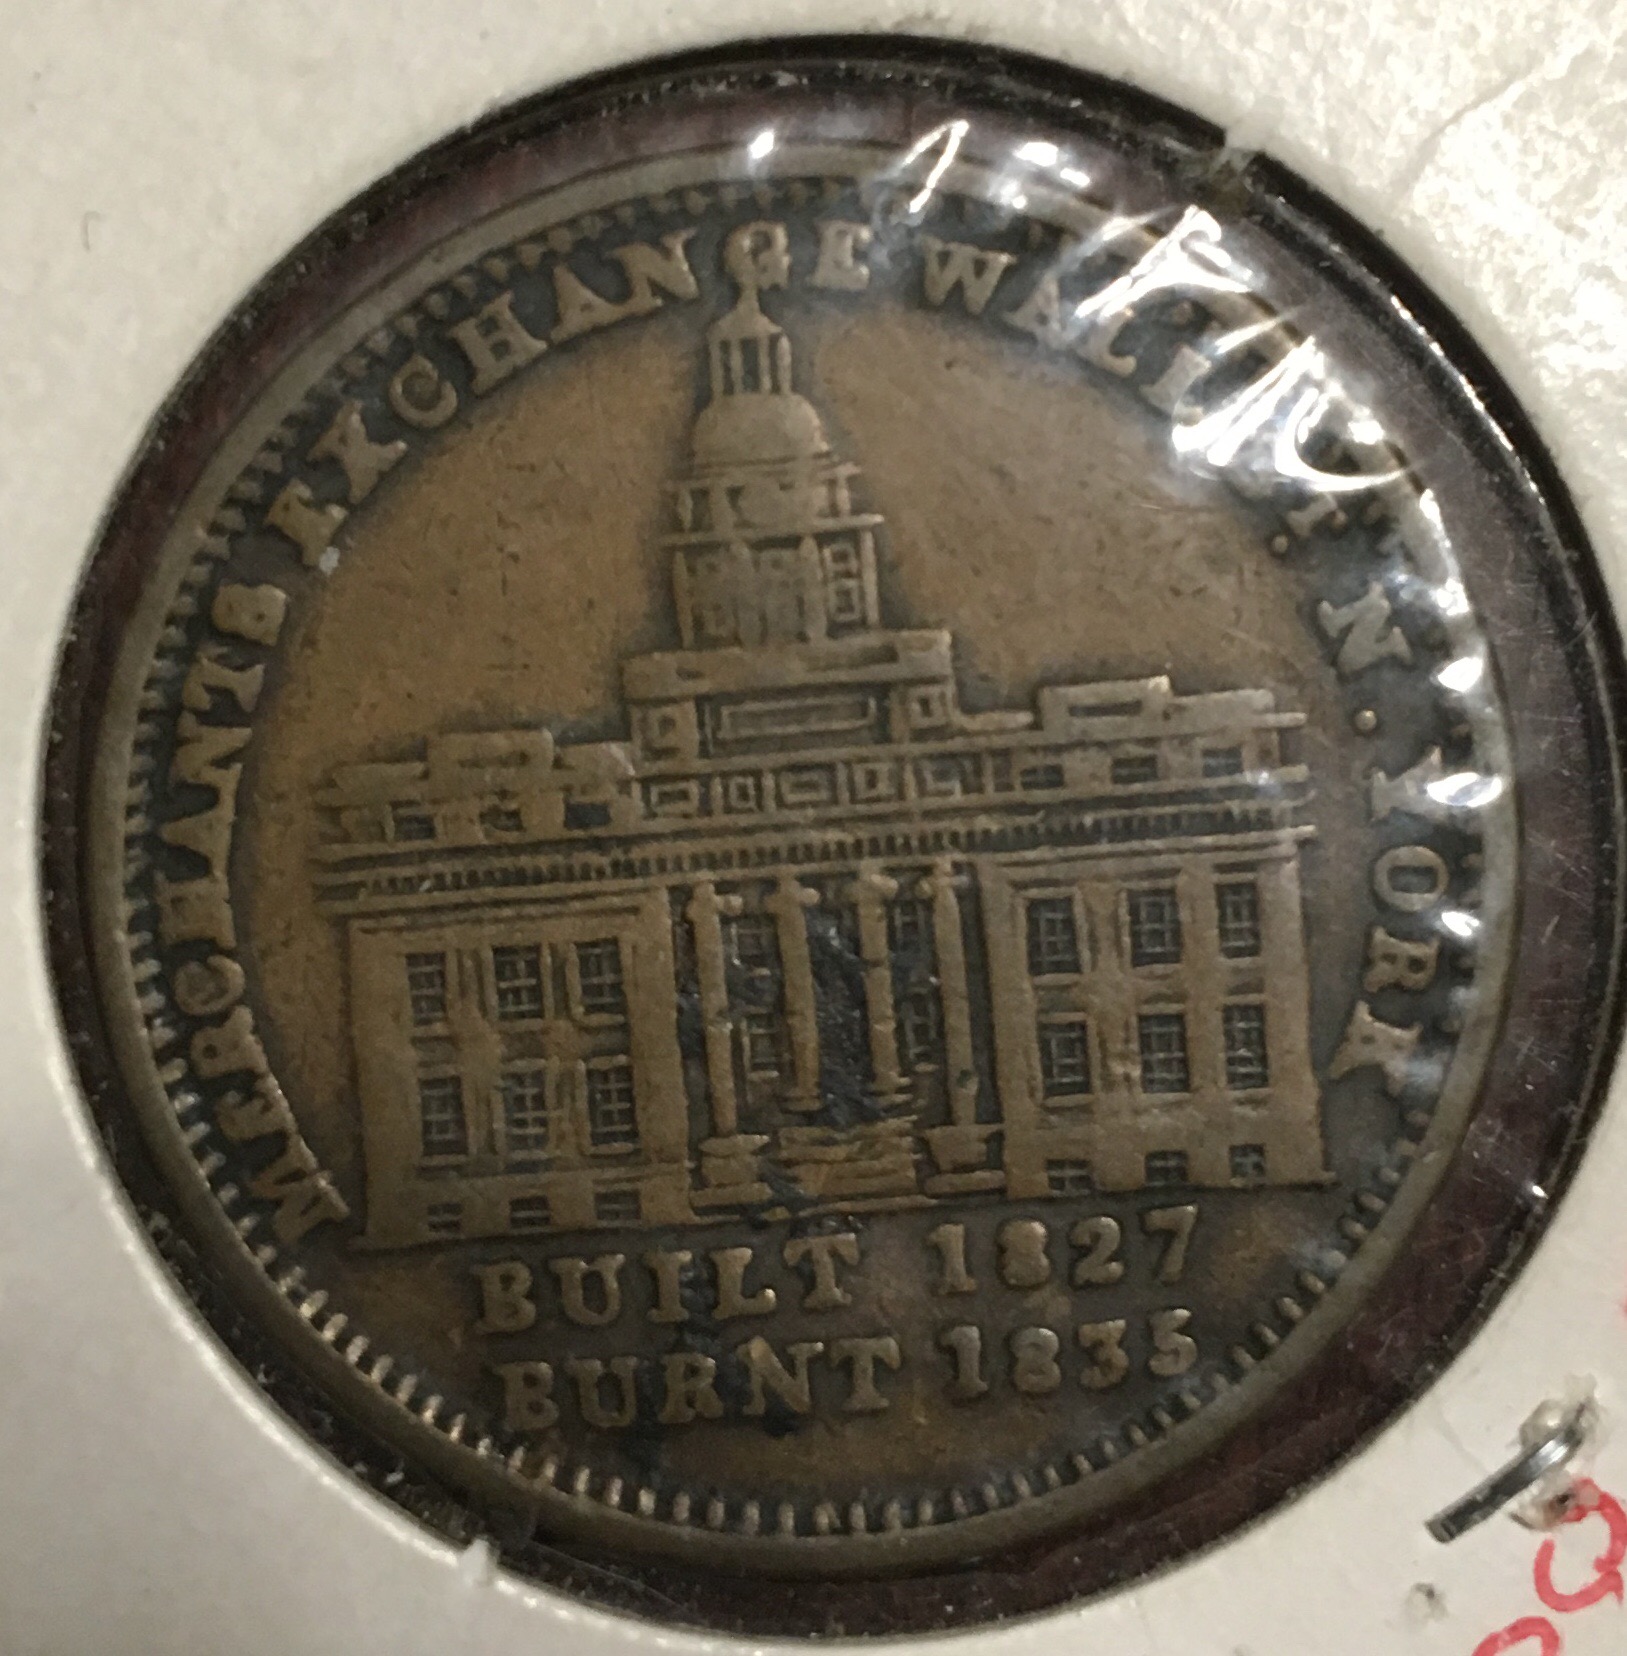 MERCHANTS EXCHANGE WALL ST. N. YORK
BUILT 1827
BURNT 1835